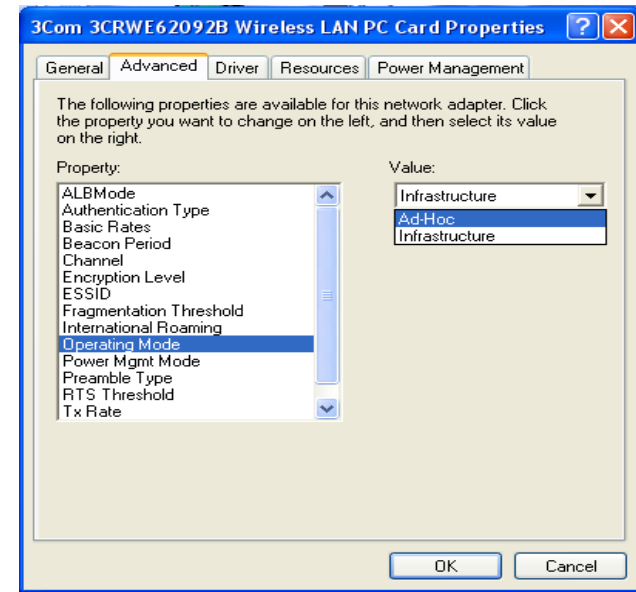 3Com 3CRWE62092B Wireless LAN PC Card Properties
General Advanced Driver Resources Power Management
The following properties are available for this network adapter. Click
the property you want to change on the left, and then select its value
on the right.
Property:
Value:
ALBMode
Authentication Type
Basic Rates
Beacon Period
Channel
Encryption Level
ESSID
Fragmentation Threshold
International Roaming
Operating Mode
Power Mgmt Mode
Preamble Type
RTS Threshold
Tx Rate
Infrastructure
Ad-Hoc
Infrastructure
OK
Cancel